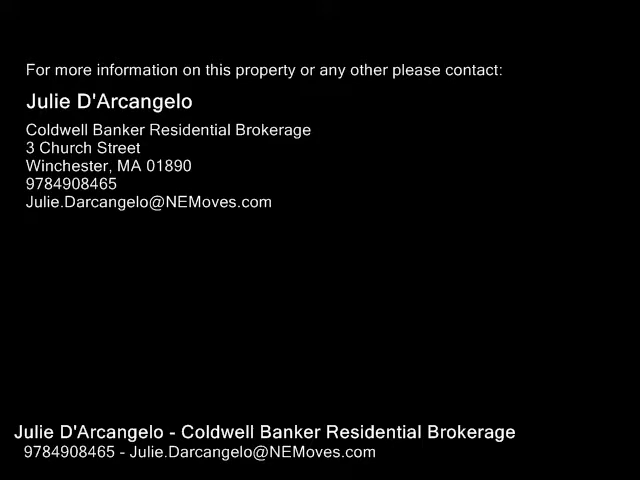 For more information on this property or any other please contact:
Julie D'Arcangelo
Coldwell Banker Residential Brokerage
3 Church Street
Winchester, MA 01890
9784908465
Julie.Darcangelo@NEMoves.com
Julie D'Arcangelo - Coldwell Banker Residential Brokerage
9784908465 - Julie.Darcangelo@NEMoves.com